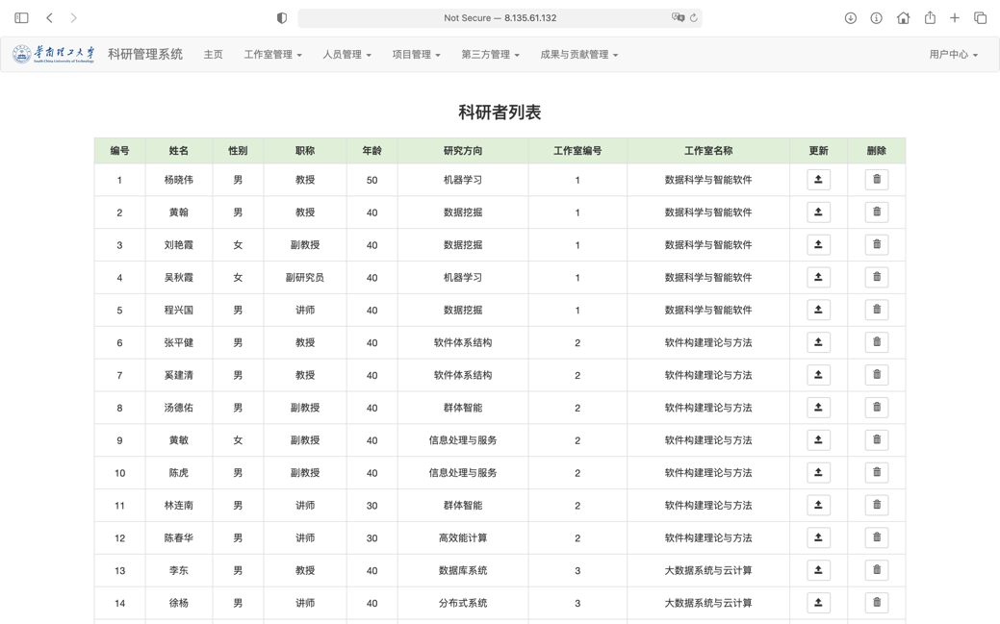 Not Secure — 8.135.61.132
华南理工大学
South China University of Technology
科研管理系统 主页 工作室管理 人员管理 项目管理 第三方管理 成果与贡献管理 用户中心
科研者列表
编号 姓名 性别 职称 年龄 研究方向 工作室编号 工作室名称 更新 删除
1 杨晓伟 男 教授 50 机器学习 1 数据科学与智能软件
2 黄翰 男 教授 40 数据挖掘 1 数据科学与智能软件
3 刘艳霞 女 副教授 40 数据挖掘 1 数据科学与智能软件
4 吴秋霞 女 副研究员 40 机器学习 1 数据科学与智能软件
5 程兴国 男 讲师 40 数据挖掘 1 数据科学与智能软件
6 张平健 男 教授 40 软件体系结构 2 软件构建理论与方法
7 奚建清 男 教授 40 软件体系结构 2 软件构建理论与方法
8 汤德佑 男 副教授 40 群体智能 2 软件构建理论与方法
9 黄敏 女 副教授 40 信息处理与服务 2 软件构建理论与方法
10 陈虎 男 副教授 40 信息处理与服务 2 软件构建理论与方法
11 林连南 男 讲师 30 群体智能 2 软件构建理论与方法
12 陈春华 男 讲师 30 高效能计算 2 软件构建理论与方法
13 李东 男 教授 40 数据库系统 3 大数据系统与云计算
14 徐杨 男 讲师 40 分布式系统 3 大数据系统与云计算